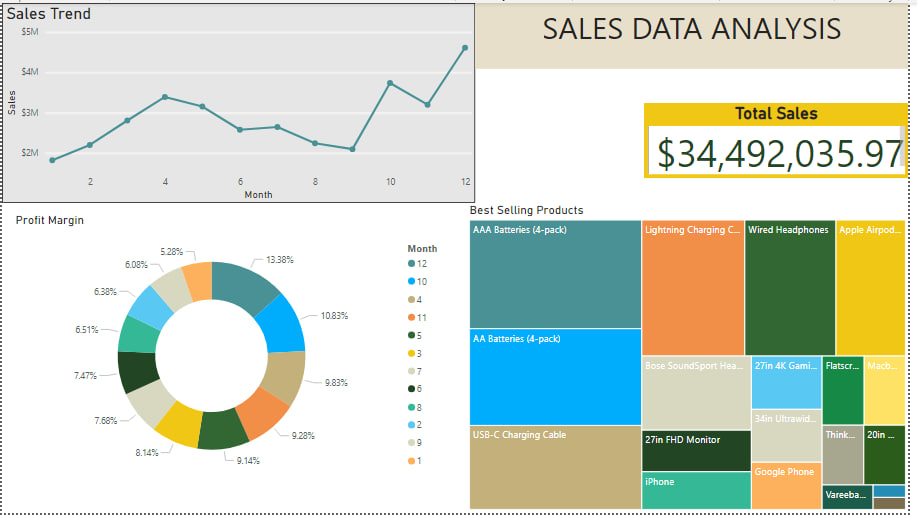 Sales Trend
$5M
$4M
$3M
$2M
Sales
2 4 6 8 10 12
Month
SALES DATA ANALYSIS
Total Sales
$34,492,035.97
Profit Margin
13.38%
10.83%
9.83%
9.28%
9.14%
8.14%
7.68%
7.47%
6.51%
6.38%
6.08%
5.28%
Month
12
10
4
11
5
3
7
6
8
2
9
1
Best Selling Products
AAA Batteries (4-pack)
AA Batteries (4-pack)
USB-C Charging Cable
Lightning Charging C...
Wired Headphones
Apple Airpod...
Bose SoundSport Hea...
27in FHD Monitor
iPhone
27in 4K Gami...
34in Ultrawid...
Google Phone
Flatscr...
Macb...
Think...
20in ...
Vareeba...